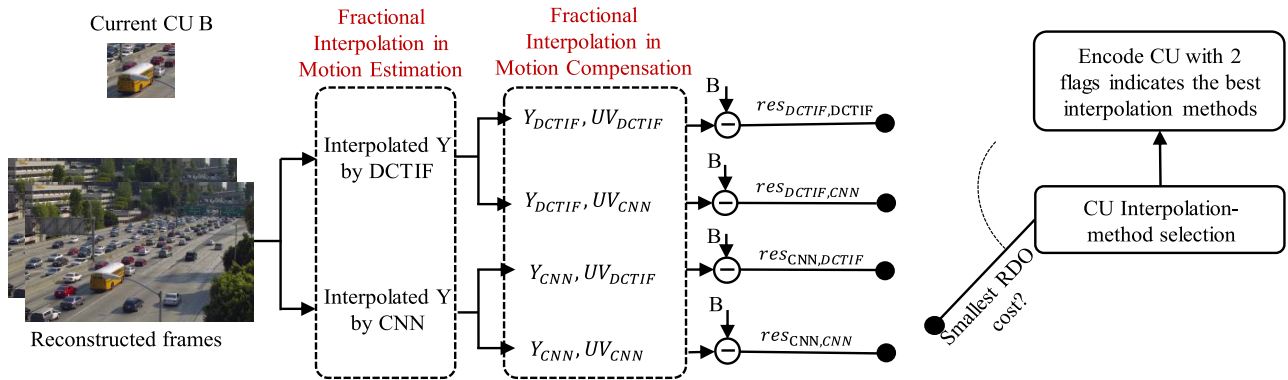 Current CU B
Reconstructed frames
Fractional
Interpolation in
Motion Estimation
Interpolated Y
by DCTIF
Interpolated Y
by CNN
Fractional
Interpolation in
Motion Compensation
Y_DCTIF, UV_DCTIF
Y_DCTIF, UV_CNN
Y_CNN, UV_DCTIF
Y_CNN, UV_CNN
B
res_DCTIF,DCTIF
B
res_DCTIF,CNN
B
res_CNN,DCTIF
B
res_CNN,CNN
Smallest RDO
cost?
Encode CU with 2
flags indicates the best
interpolation methods
CU Interpolation-
method selection